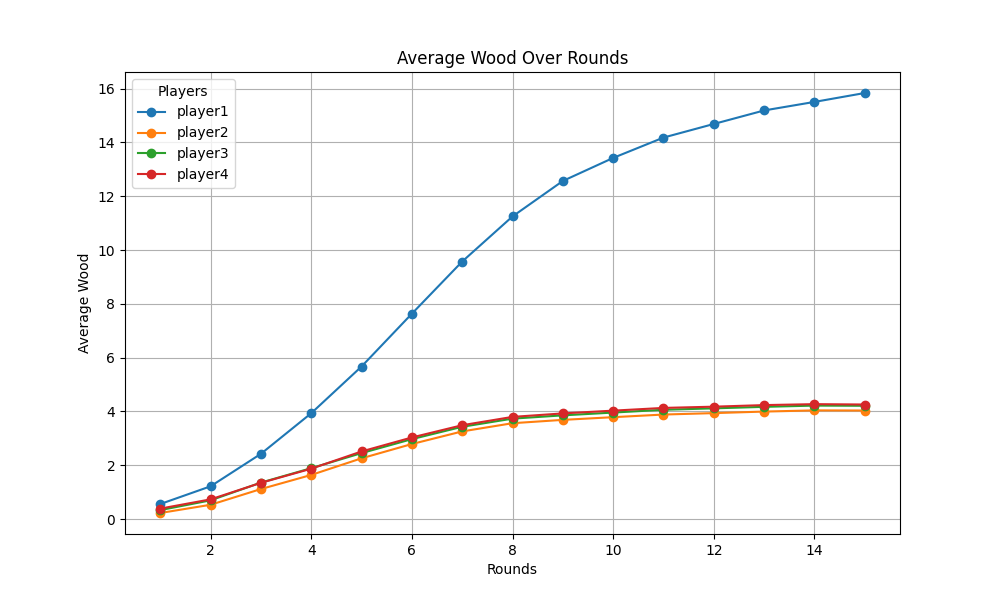 Average Wood Over Rounds
Players
player1
player2
player3
player4
Average Wood
16
14
12
10
8
6
4
2
0
2 4 6 8 10 12 14
Rounds